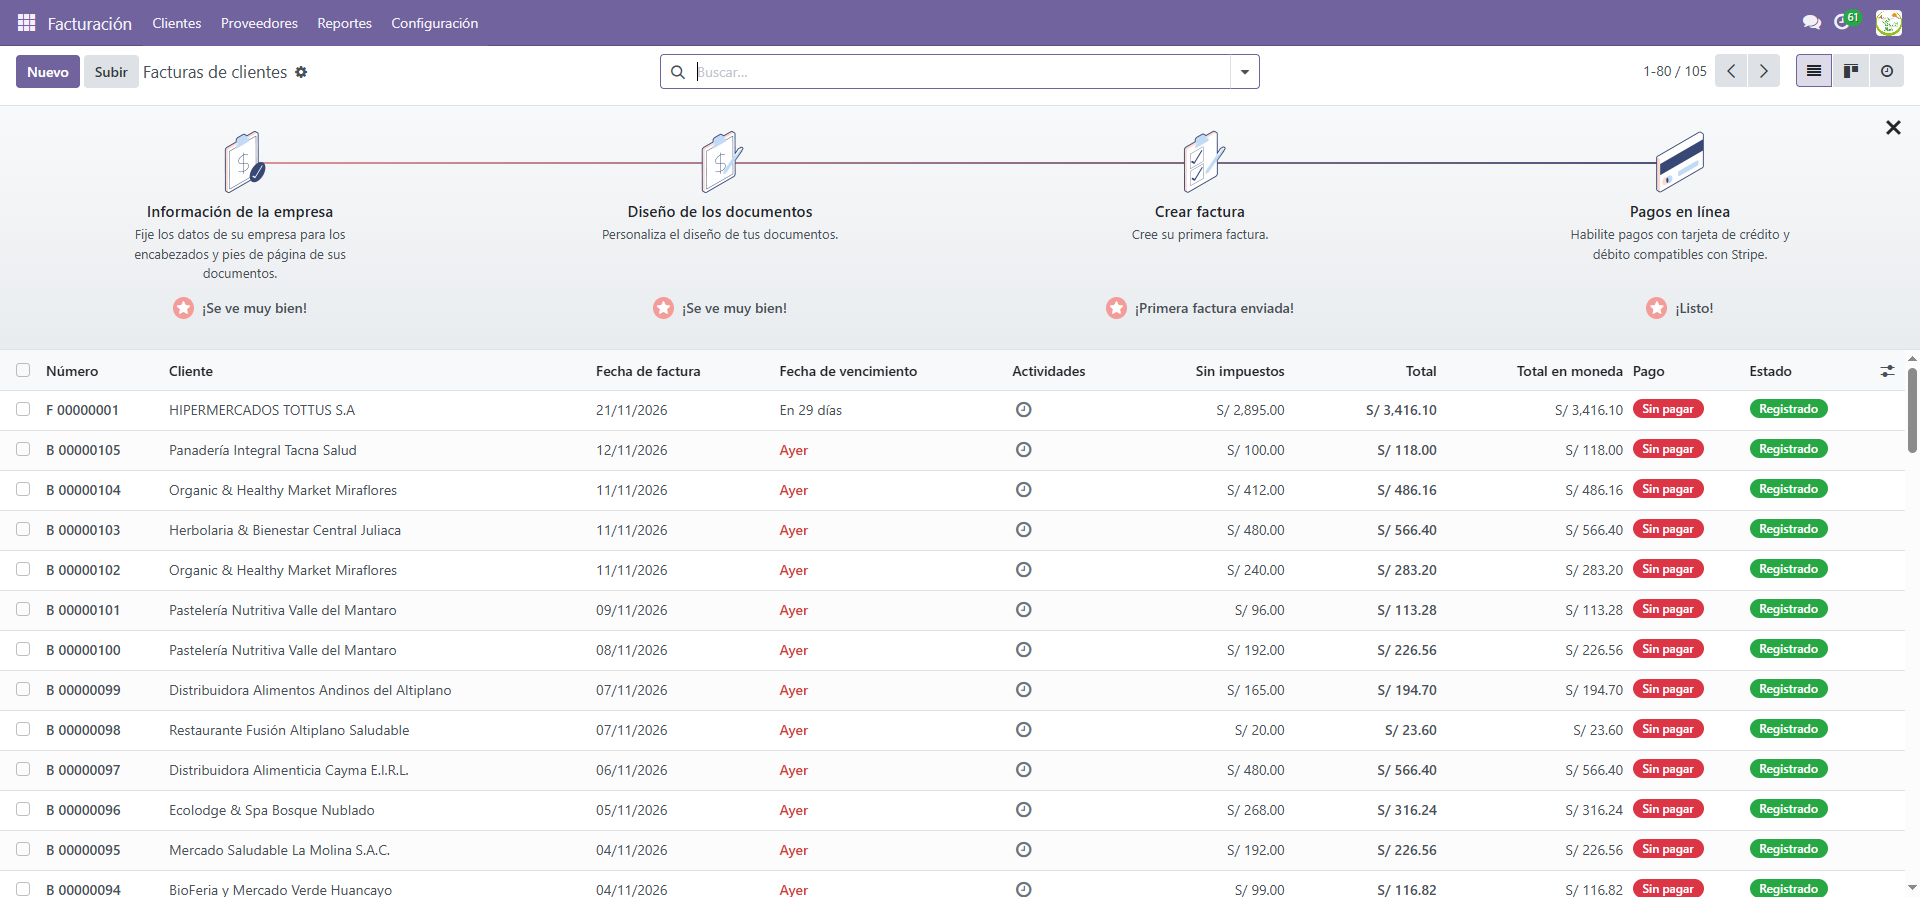 Facturación Clientes Proveedores Reportes Configuración 61
Nuevo Subir Facturas de clientes Buscar... 1-80 / 105
Información de la empresa
Fije los datos de su empresa para los
encabezados y pies de página de sus
documentos.
¡Se ve muy bien!
Diseño de los documentos
Personaliza el diseño de tus documentos.
¡Se ve muy bien!
Crear factura
Cree su primera factura.
¡Primera factura enviada!
Pagos en línea
Habilite pagos con tarjeta de crédito y
débito compatibles con Stripe.
¡Listo!
Número Cliente Fecha de factura Fecha de vencimiento Actividades Sin impuestos Total Total en moneda Pago Estado
F 00000001 HIPERMERCADOS TOTTUS S.A 21/11/2026 En 29 días S/ 2,895.00 S/ 3,416.10 S/ 3,416.10 Sin pagar Registrado
B 00000105 Panadería Integral Tacna Salud 12/11/2026 Ayer S/ 100.00 S/ 118.00 S/ 118.00 Sin pagar Registrado
B 00000104 Organic & Healthy Market Miraflores 11/11/2026 Ayer S/ 412.00 S/ 486.16 S/ 486.16 Sin pagar Registrado
B 00000103 Herbolaria & Bienestar Central Juliaca 11/11/2026 Ayer S/ 480.00 S/ 566.40 S/ 566.40 Sin pagar Registrado
B 00000102 Organic & Healthy Market Miraflores 11/11/2026 Ayer S/ 240.00 S/ 283.20 S/ 283.20 Sin pagar Registrado
B 00000101 Pastelería Nutritiva Valle del Mantaro 09/11/2026 Ayer S/ 96.00 S/ 113.28 S/ 113.28 Sin pagar Registrado
B 00000100 Pastelería Nutritiva Valle del Mantaro 08/11/2026 Ayer S/ 192.00 S/ 226.56 S/ 226.56 Sin pagar Registrado
B 00000099 Distribuidora Alimentos Andinos del Altiplano 07/11/2026 Ayer S/ 165.00 S/ 194.70 S/ 194.70 Sin pagar Registrado
B 00000098 Restaurante Fusión Altiplano Saludable 07/11/2026 Ayer S/ 20.00 S/ 23.60 S/ 23.60 Sin pagar Registrado
B 00000097 Distribuidora Alimenticia Cayma E.I.R.L. 06/11/2026 Ayer S/ 480.00 S/ 566.40 S/ 566.40 Sin pagar Registrado
B 00000096 Ecolodge & Spa Bosque Nublado 05/11/2026 Ayer S/ 268.00 S/ 316.24 S/ 316.24 Sin pagar Registrado
B 00000095 Mercado Saludable La Molina S.A.C. 04/11/2026 Ayer S/ 192.00 S/ 226.56 S/ 226.56 Sin pagar Registrado
B 00000094 BioFeria y Mercado Verde Huancayo 04/11/2026 Ayer S/ 99.00 S/ 116.82 S/ 116.82 Sin pagar Registrado